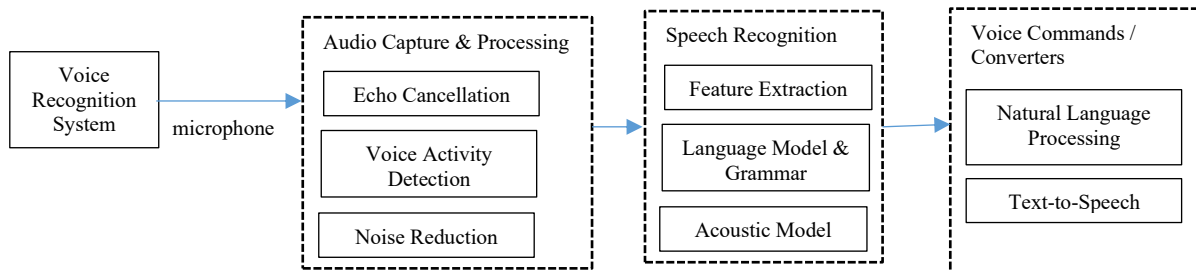 Voice
Recognition
System
microphone
Audio Capture & Processing
Echo Cancellation
Voice Activity
Detection
Noise Reduction
Speech Recognition
Feature Extraction
Language Model &
Grammar
Acoustic Model
Voice Commands /
Converters
Natural Language
Processing
Text-to-Speech